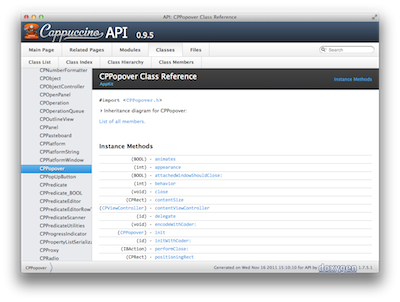 API: CPPopover Class Reference
Cappuccino API 0.9.5
Main Page Related Pages Modules Classes Files Search
Class List Class Index Class Hierarchy Class Members
CPNumberFormatter
CPObject
CPObjectController
CPOpenPanel
CPOperation
CPOperationQueue
CPOutlineView
CPPanel
CPPasteboard
CPPlatform
CPPlatformString
CPPlatformWindow
CPPopover
CPPopUpButton
CPPredicate
CPPredicate_BOOL
CPPredicateEditor
CPPredicateEditorRow
CPPredicateScanner
CPPredicateUtilities
CPProgressIndicator
CPPropertyListSerializa
CPProxy
CPRadio
CPPopover Class Reference
AppKit
Instance Methods
#import <CPPopover.h>
Inheritance diagram for CPPopover:
List of all members.
Instance Methods
(BOOL) - animates
(int) - appearance
(BOOL) - attachedWindowShouldClose:
(int) - behavior
(void) - close
(CPRect) - contentSize
(CPViewController) - contentViewController
(id) - delegate
(void) - encodeWithCoder:
(CPPopover) - init
(id) - initWithCoder:
(IBAction) - performClose:
(CPRect) - positioningRect
CPPopover
Generated on Wed Nov 16 2011 15:15:10 for API by doxygen 1.7.5.1